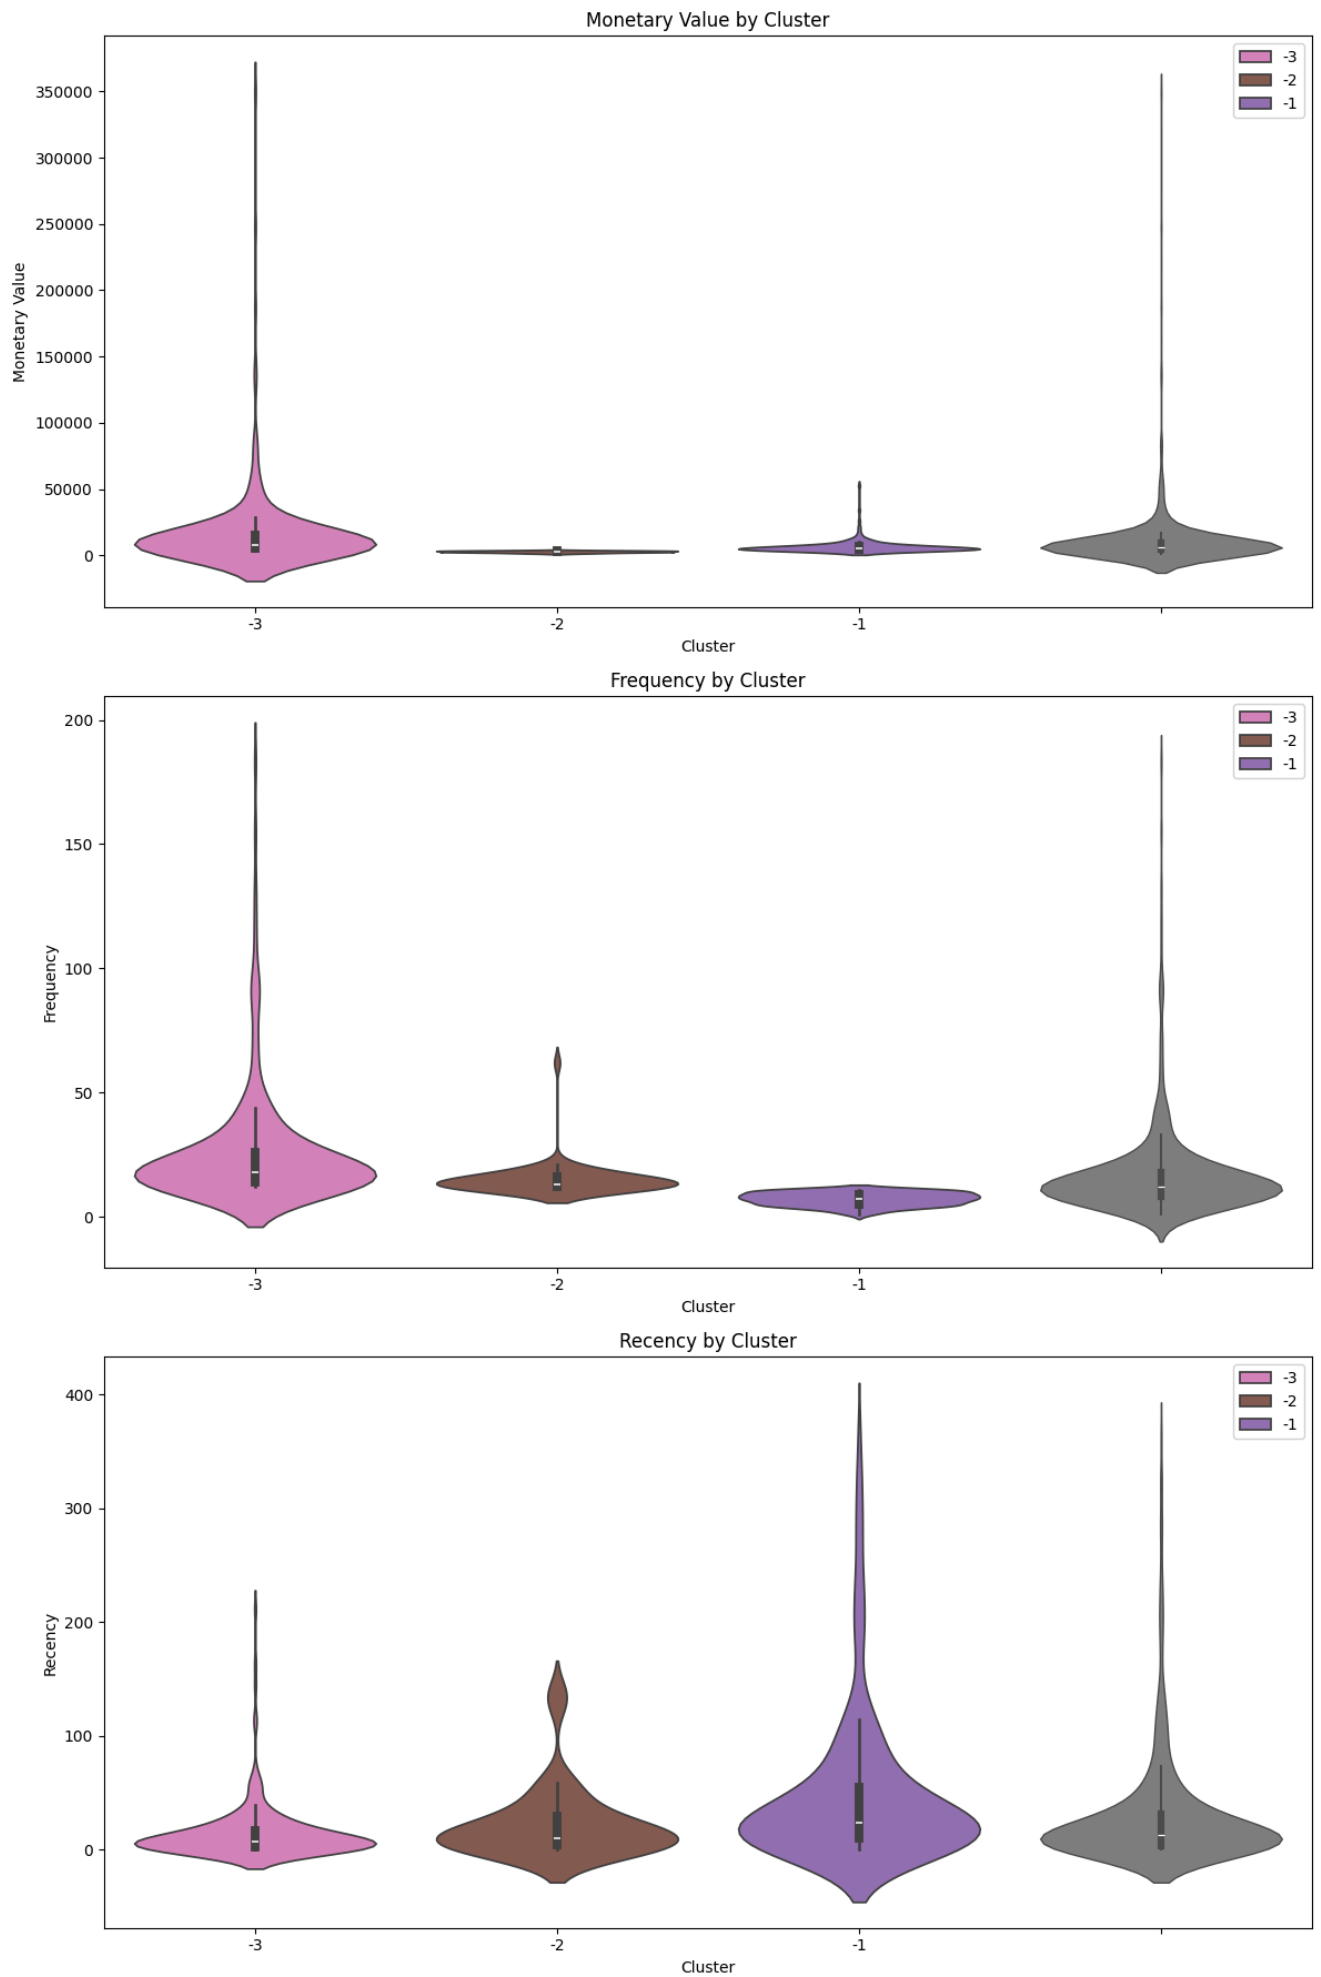 Monetary Value by Cluster
-3
-2
-1
350000
300000
250000
200000
150000
100000
50000
0
Monetary Value
-3 -2 -1
Cluster
Frequency by Cluster
-3
-2
-1
200
150
100
50
0
Frequency
-3 -2 -1
Cluster
Recency by Cluster
-3
-2
-1
400
300
200
100
0
Recency
-3 -2 -1
Cluster